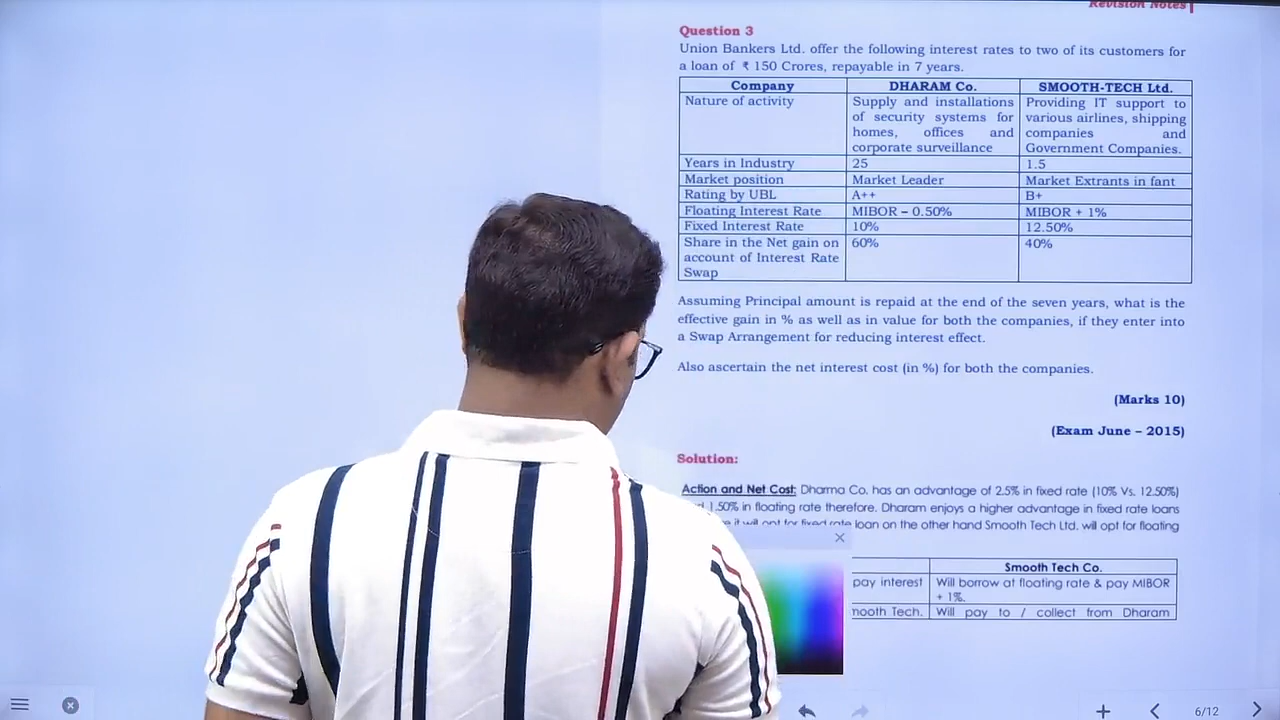 Revision Notes
Question 3
Union Bankers Ltd. offer the following interest rates to two of its customers for
a loan of ₹ 150 Crores, repayable in 7 years.
Company DHARAM Co. SMOOTH-TECH Ltd.
Nature of activity Supply and installations Providing IT support to
of security systems for various airlines, shipping
homes, offices and companies and
corporate surveillance Government Companies.
Years in Industry 25 1.5
Market position Market Leader Market Extrants in fant
Rating by UBL A++ B+
Floating Interest Rate MIBOR – 0.50% MIBOR + 1%
Fixed Interest Rate 10% 12.50%
Share in the Net gain on 60% 40%
account of Interest Rate
Swap
Assuming Principal amount is repaid at the end of the seven years, what is the
effective gain in % as well as in value for both the companies, if they enter into
a Swap Arrangement for reducing interest effect.
Also ascertain the net interest cost (in %) for both the companies.
(Marks 10)
(Exam June – 2015)
Solution:
Action and Net Cost: Dharma Co. has an advantage of 2.5% in fixed rate (10% Vs. 12.50%)
1.50% in floating rate therefore. Dharam enjoys a higher advantage in fixed rate loans
it will opt for fixed rate loan on the other hand Smooth Tech Ltd. will opt for floating
Smooth Tech Co.
pay interest Will borrow at floating rate & pay MIBOR
+ 1%.
Tech. Will pay to / collect from Dharam
6/12